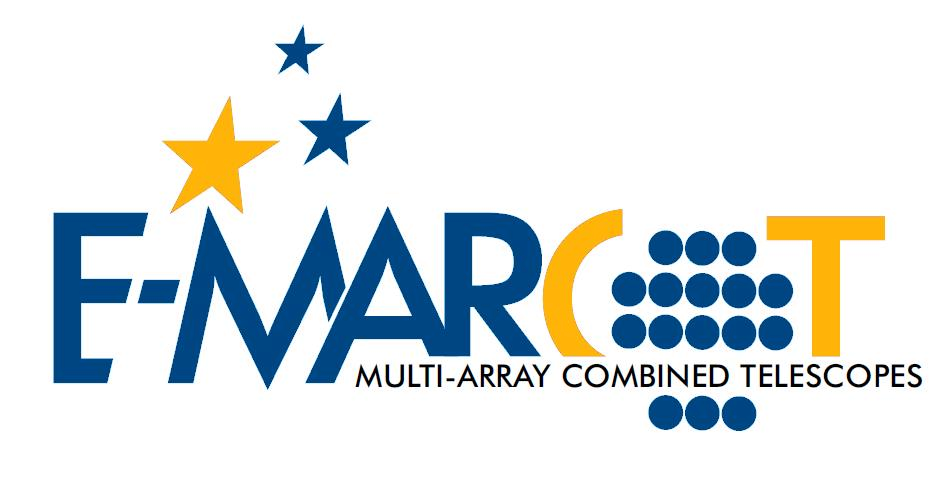 E-MARCOT
MULTI-ARRAY COMBINED TELESCOPES